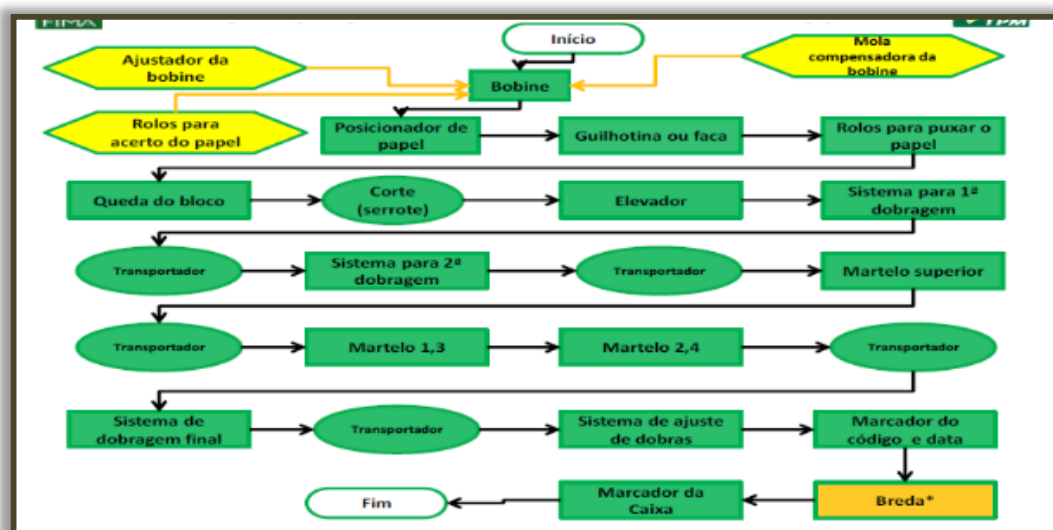 FIMA
TPM
Início
Ajustador da
bobine
Mola
compensadora da
bobine
Bobine
Rolos para
acerto do papel
Posicionador de
papel
Guilhotina ou faca
Rolos para puxar o
papel
Queda do bloco
Corte
(serrote)
Elevador
Sistema para 1ª
dobragem
Transportador
Sistema para 2ª
dobragem
Transportador
Martelo superior
Transportador
Martelo 1,3
Martelo 2,4
Transportador
Sistema de
dobragem final
Transportador
Sistema de ajuste
de dobras
Marcador do
código e data
Fim
Marcador da
Caixa
Breda*